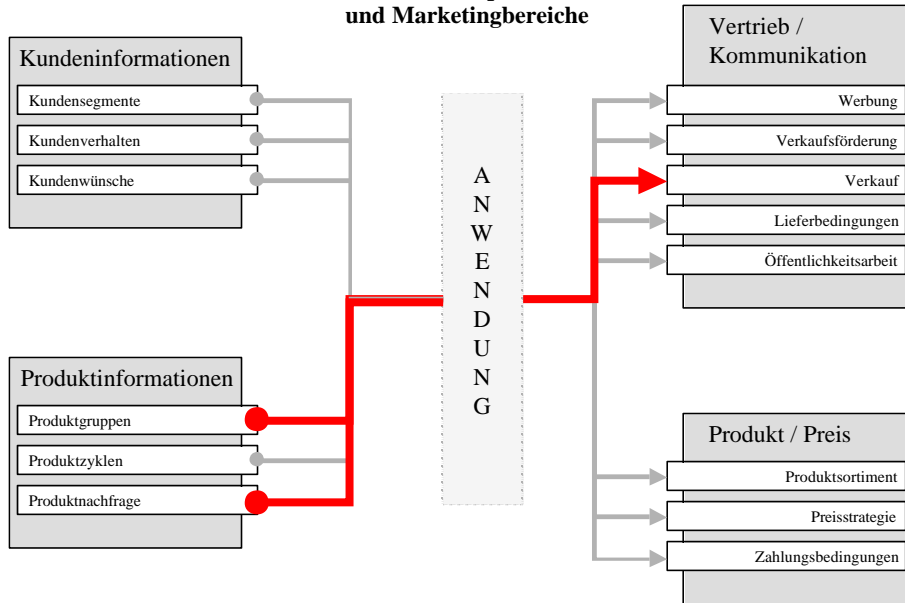 und Marketingbereiche
Kundeninformationen
Kundensegmente
Kundenverhalten
Kundenwünsche
Produktinformationen
Produktgruppen
Produktzyklen
Produktnachfrage
A
N
W
E
N
D
U
N
G
Vertrieb /
Kommunikation
Werbung
Verkaufsförderung
Verkauf
Lieferbedingungen
Öffentlichkeitsarbeit
Produkt / Preis
Produktsortiment
Preisstrategie
Zahlungsbedingungen